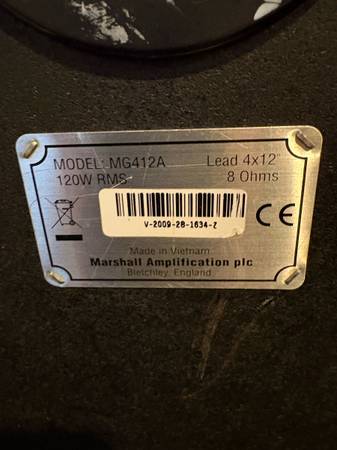 MODEL: MG412A Lead 4x12"
120W RMS 8 Ohms
V-2009-28-1634-Z
CE
Made in Vietnam
Marshall Amplification plc
Bletchley, England